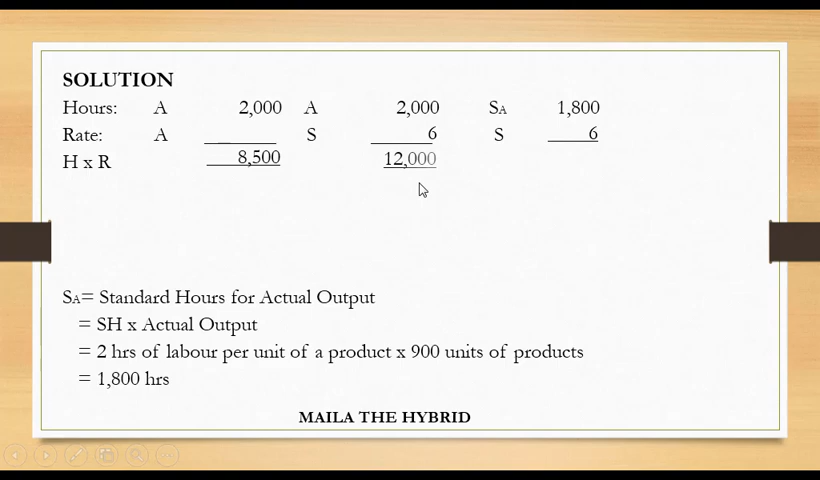 SOLUTION
Hours: A 2,000 A 2,000 SA 1,800
Rate: A S 6 S 6
H x R 8,500 12,000
SA= Standard Hours for Actual Output
= SH x Actual Output
= 2 hrs of labour per unit of a product x 900 units of products
= 1,800 hrs
MAILA THE HYBRID